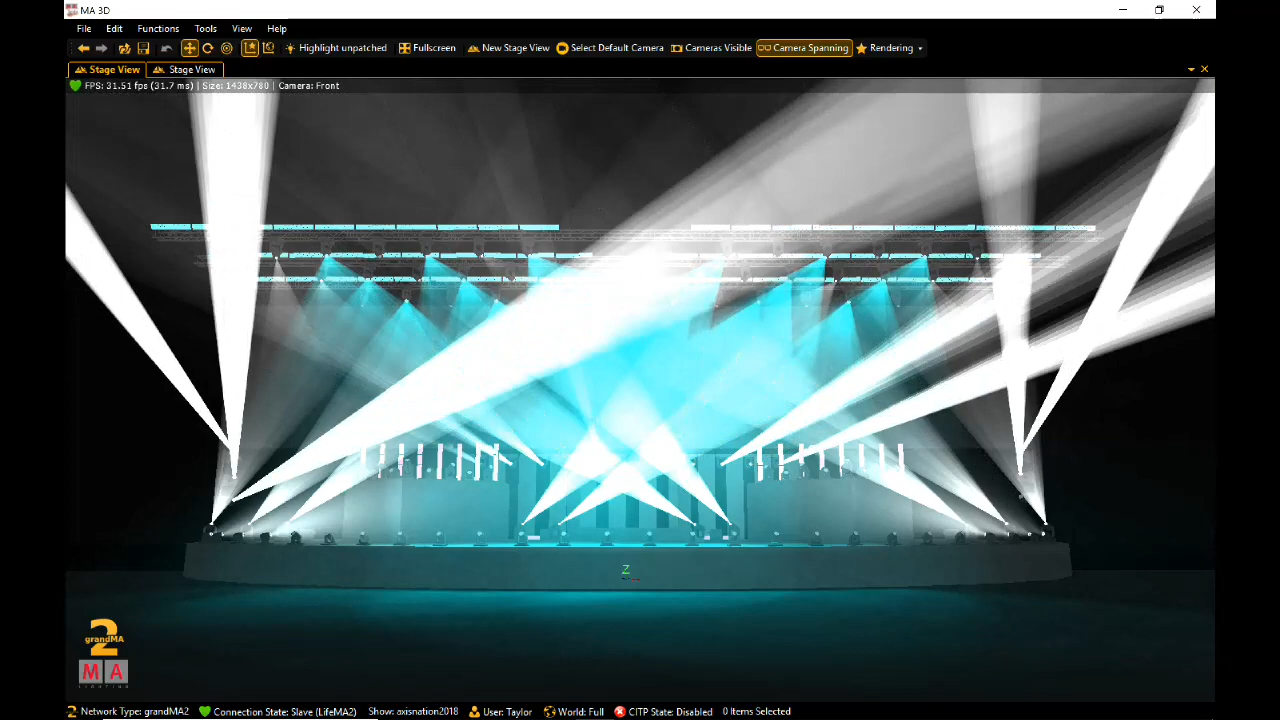 MA 3D
File Edit Functions Tools View Help
Highlight unpatched Fullscreen New Stage View Select Default Camera Cameras Visible Camera Spanning Rendering
Stage View Stage View
FPS: 31.51 fps (31.7 ms) | Size: 1438x780 | Camera: Front
Z
2
grandMA
MA
LIGHTING
Network Type: grandMA2 Connection State: Slave (LifeMA2) Show: axisnation2018 User: Taylor World: Full CITP State: Disabled 0 Items Selected